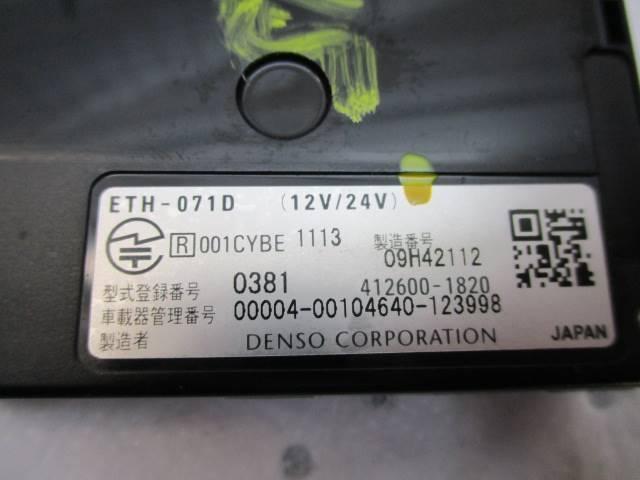 ETH-071D (12V/24V)
R 001CYBE 1113 製造番号 09H42112
型式登録番号 0381 412600-1820
車載器管理番号 00004-00104640-123998
製造者 DENSO CORPORATION JAPAN